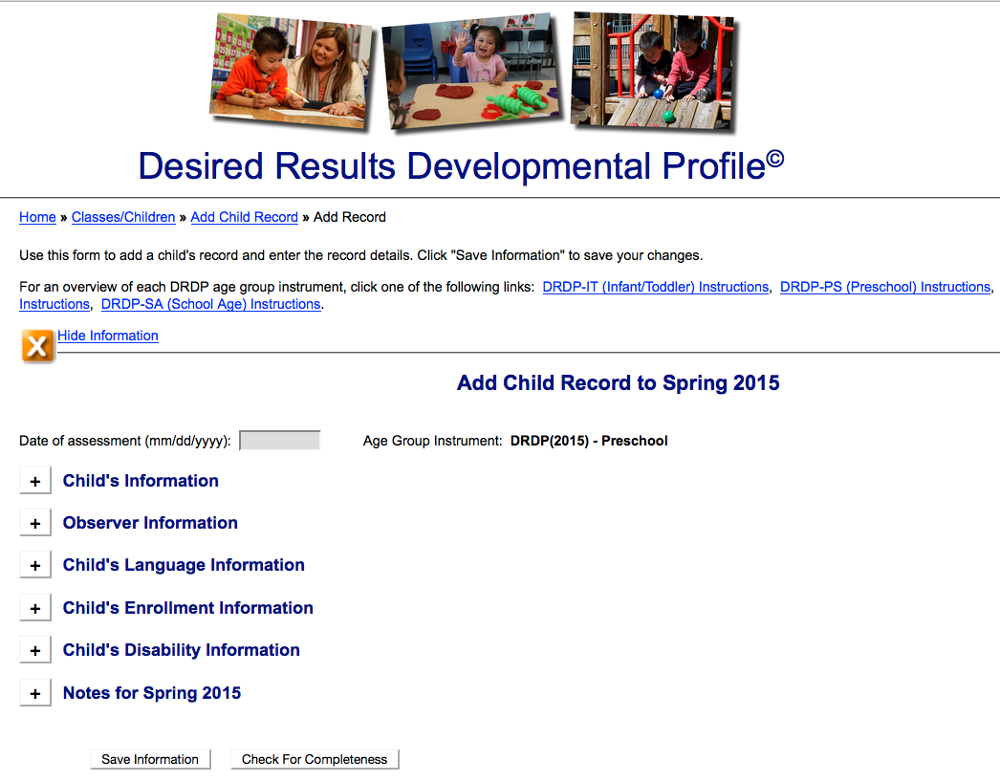 Desired Results Developmental Profile©
Home » Classes/Children » Add Child Record » Add Record
Use this form to add a child's record and enter the record details. Click "Save Information" to save your changes.
For an overview of each DRDP age group instrument, click one of the following links: DRDP-IT (Infant/Toddler) Instructions, DRDP-PS (Preschool) Instructions,
Instructions, DRDP-SA (School Age) Instructions.
X Hide Information
Add Child Record to Spring 2015
Date of assessment (mm/dd/yyyy): Age Group Instrument: DRDP(2015) - Preschool
+ Child's Information
+ Observer Information
+ Child's Language Information
+ Child's Enrollment Information
+ Child's Disability Information
+ Notes for Spring 2015
Save Information Check For Completeness